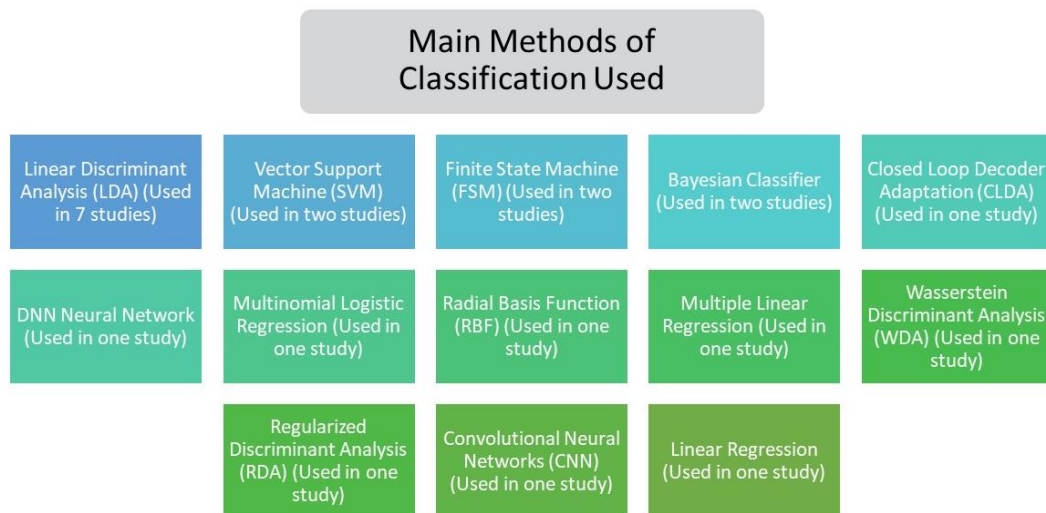 Main Methods of
Classification Used
Linear Discriminant
Analysis (LDA) (Used
in 7 studies)
Vector Support
Machine (SVM)
(Used in two studies)
Finite State Machine
(FSM) (Used in two
studies)
Bayesian Classifier
(Used in two studies)
Closed Loop Decoder
Adaptation (CLDA)
(Used in one study)
DNN Neural Network
(Used in one study)
Multinomial Logistic
Regression (Used in
one study)
Radial Basis Function
(RBF) (Used in one
study)
Multiple Linear
Regression (Used in
one study)
Wasserstein
Discriminant Analysis
(WDA) (Used in one
study)
Regularized
Discriminant Analysis
(RDA) (Used in one
study)
Convolutional Neural
Networks (CNN)
(Used in one study)
Linear Regression
(Used in one study)